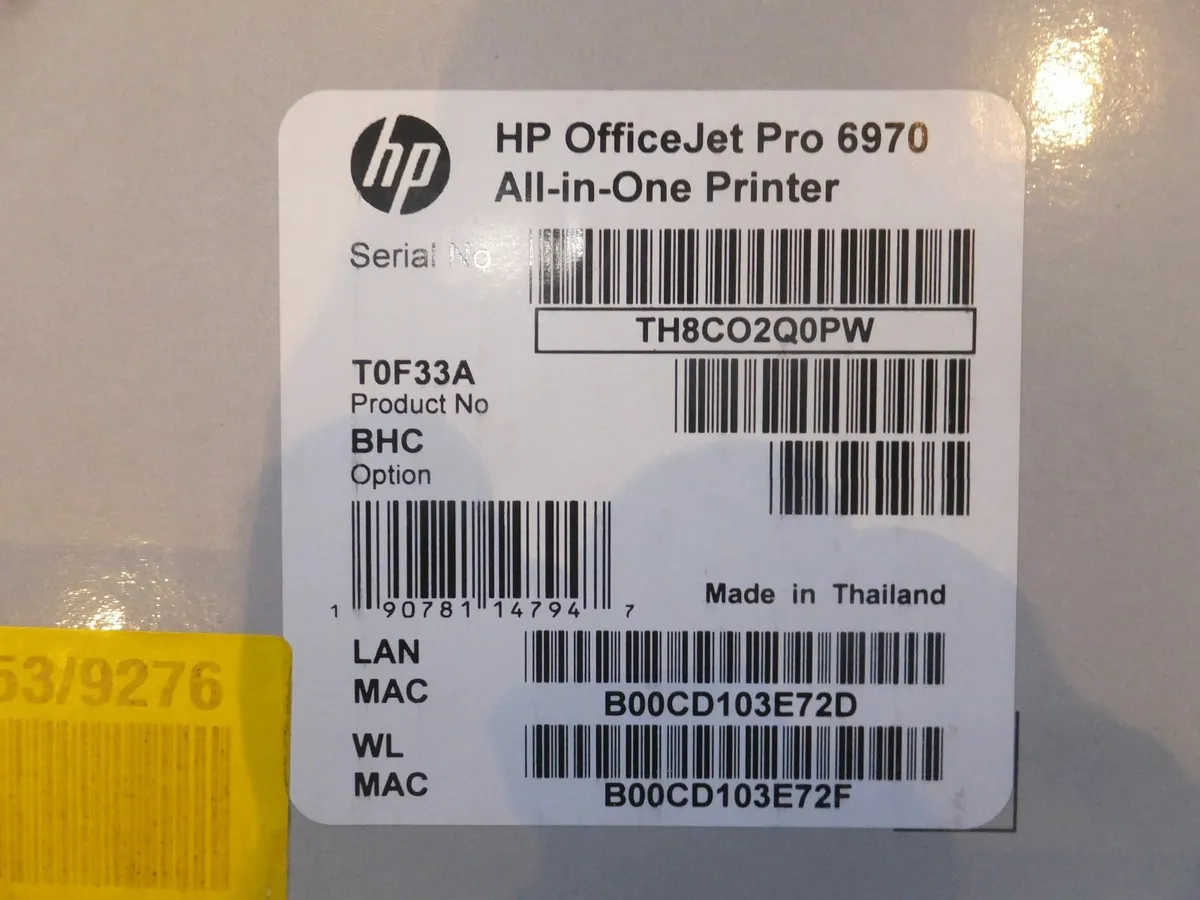 hp
HP OfficeJet Pro 6970
All-in-One Printer
Serial No
TH8CO2Q0PW
T0F33A
Product No
BHC
Option
1 90781 14794 7
Made in Thailand
LAN
MAC
B00CD103E72D
WL
MAC
B00CD103E72F
53/9276